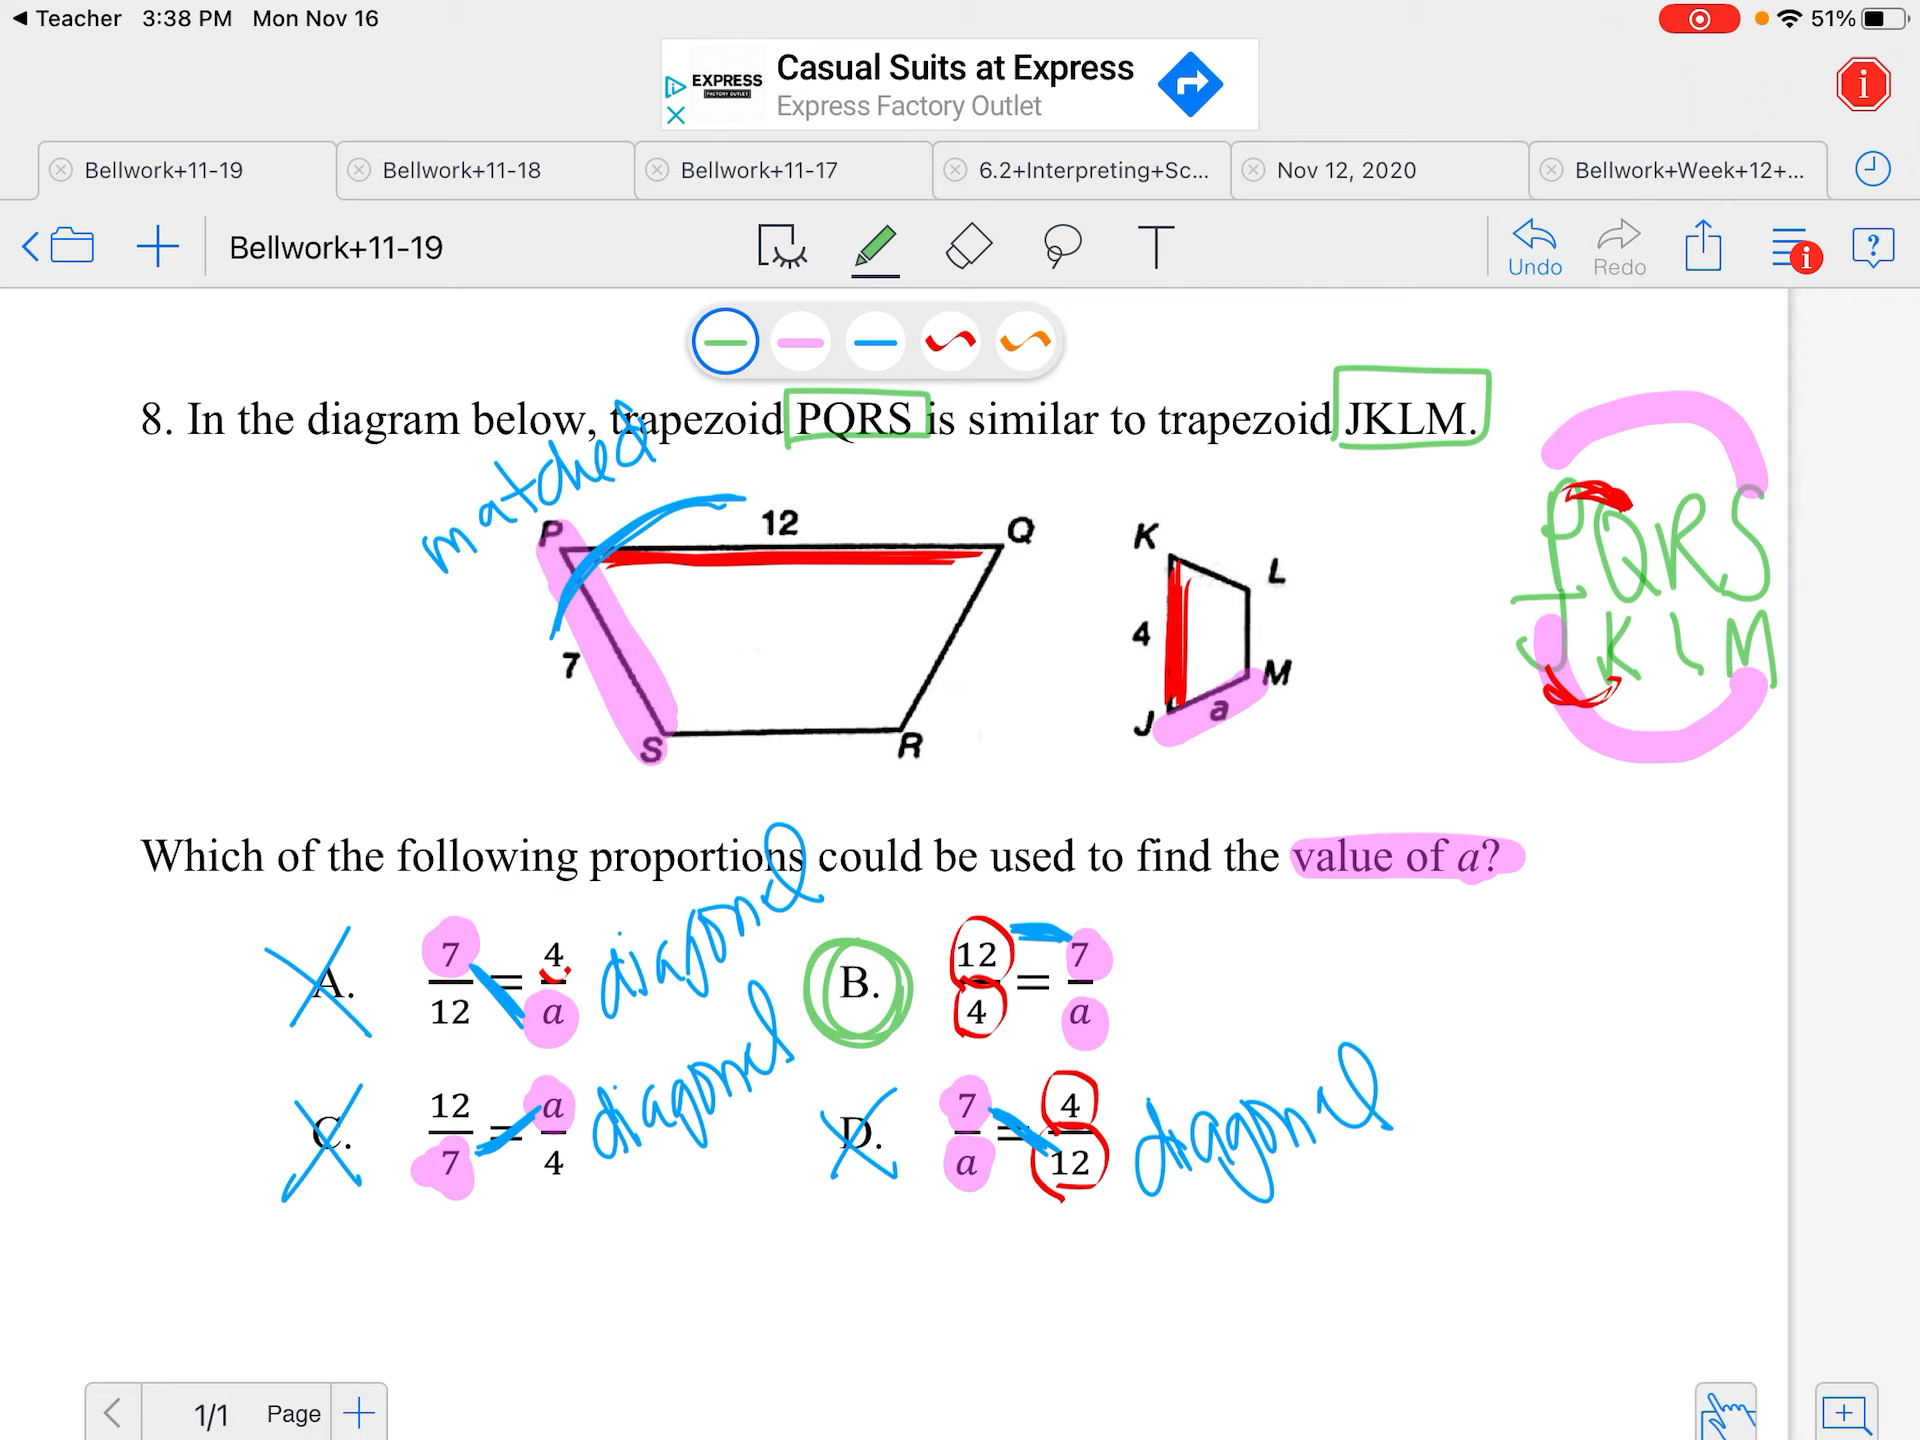 Teacher 3:38 PM Mon Nov 16 51%
EXPRESS
FACTORY OUTLET
Casual Suits at Express
Express Factory Outlet
Bellwork+11-19 Bellwork+11-18 Bellwork+11-17 6.2+Interpreting+Sc... Nov 12, 2020 Bellwork+Week+12+...
Bellwork+11-19 T Undo Redo
8. In the diagram below, trapezoid PQRS is similar to trapezoid JKLM.
matched
P 12 Q K L
7 4
S R J a M
PQRS
JKLM
Which of the following proportions could be used to find the value of a?
A. 7/12 = 4/a diagonal B. 12/4 = 7/a
C. 12/7 = a/4 diagonal D. 7/a = 4/12 diagonal
1/1 Page